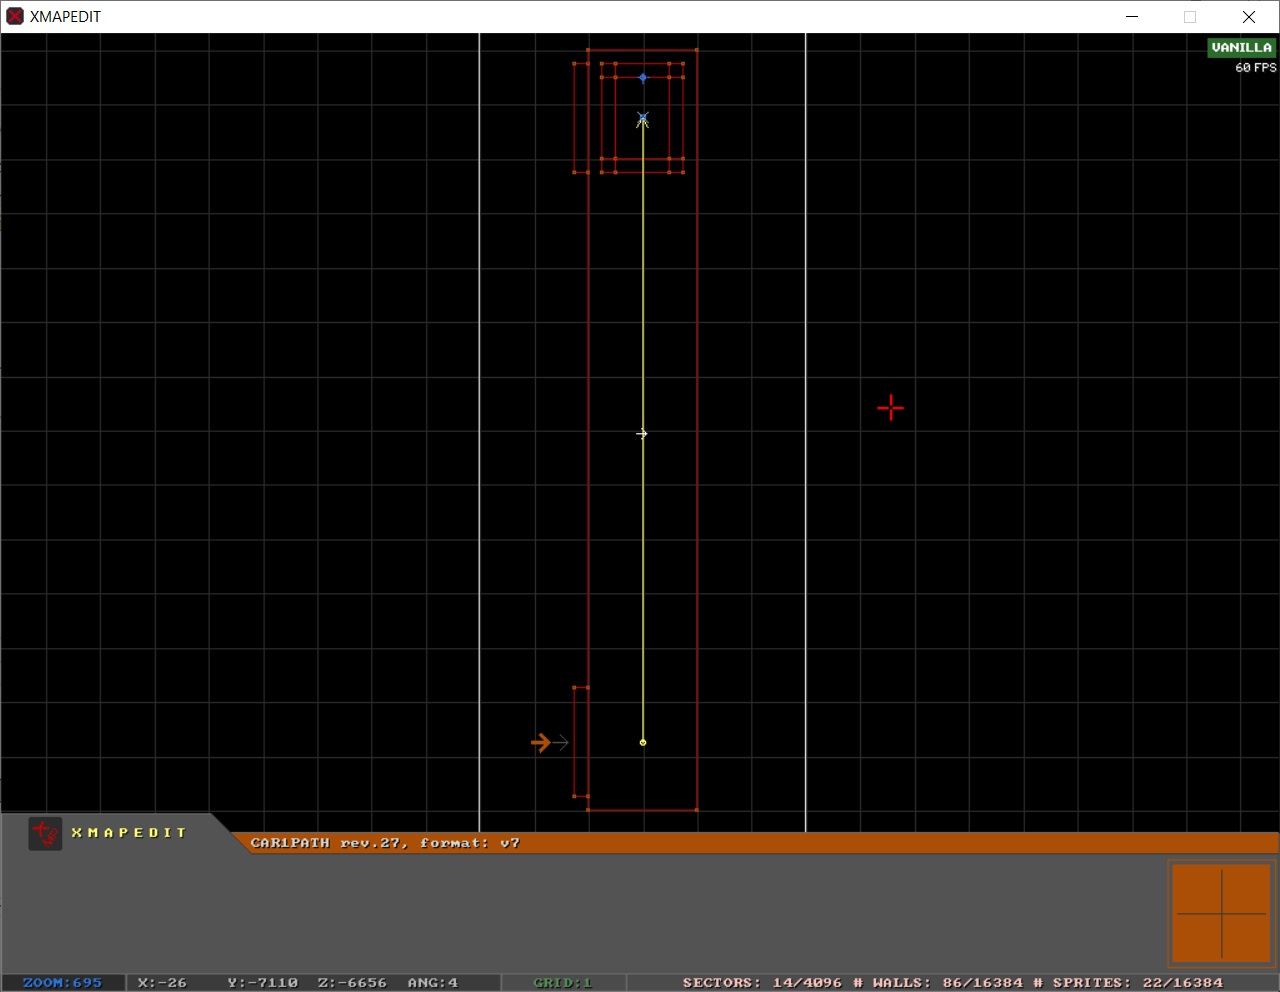 XMAPEDIT
VANILLA
60 FPS
XMAPEDIT
CAR1PATH rev.27, format: v7
ZOOM:695 X:-26 Y:-7110 Z:-6656 ANG:4 GRID:1 SECTORS: 14/4096 # WALLS: 86/16384 # SPRITES: 22/16384